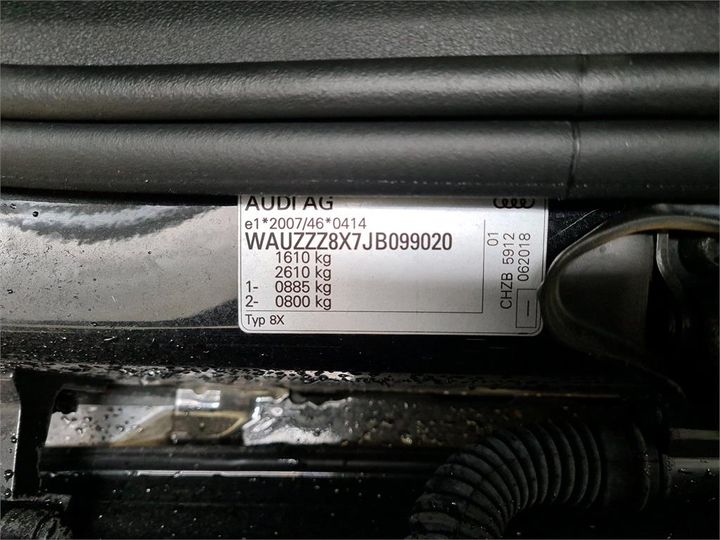 AUDI AG
e1*2007/46*0414
WAUZZZ8X7JB099020
1610 kg
2610 kg
1- 0885 kg
2- 0800 kg
Typ 8X
01
CHZB 5912
062018
—